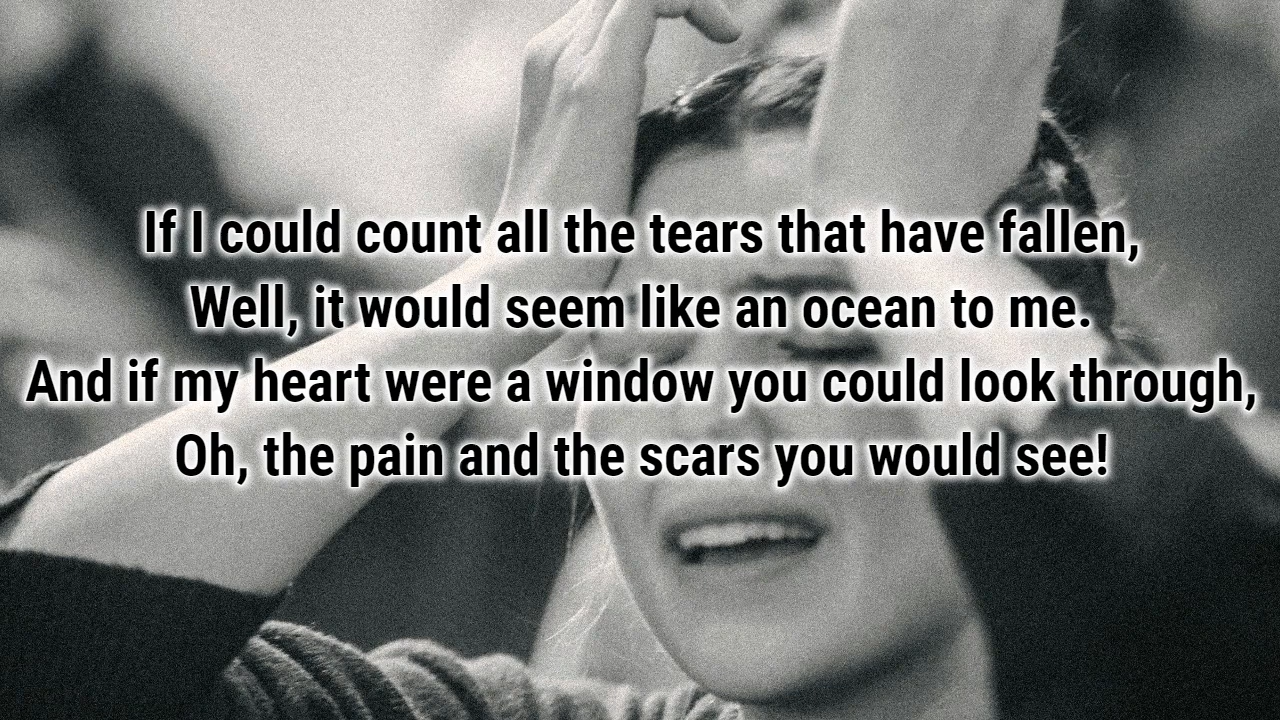 If I could count all the tears that have fallen,
Well, it would seem like an ocean to me.
And if my heart were a window you could look through,
Oh, the pain and the scars you would see!